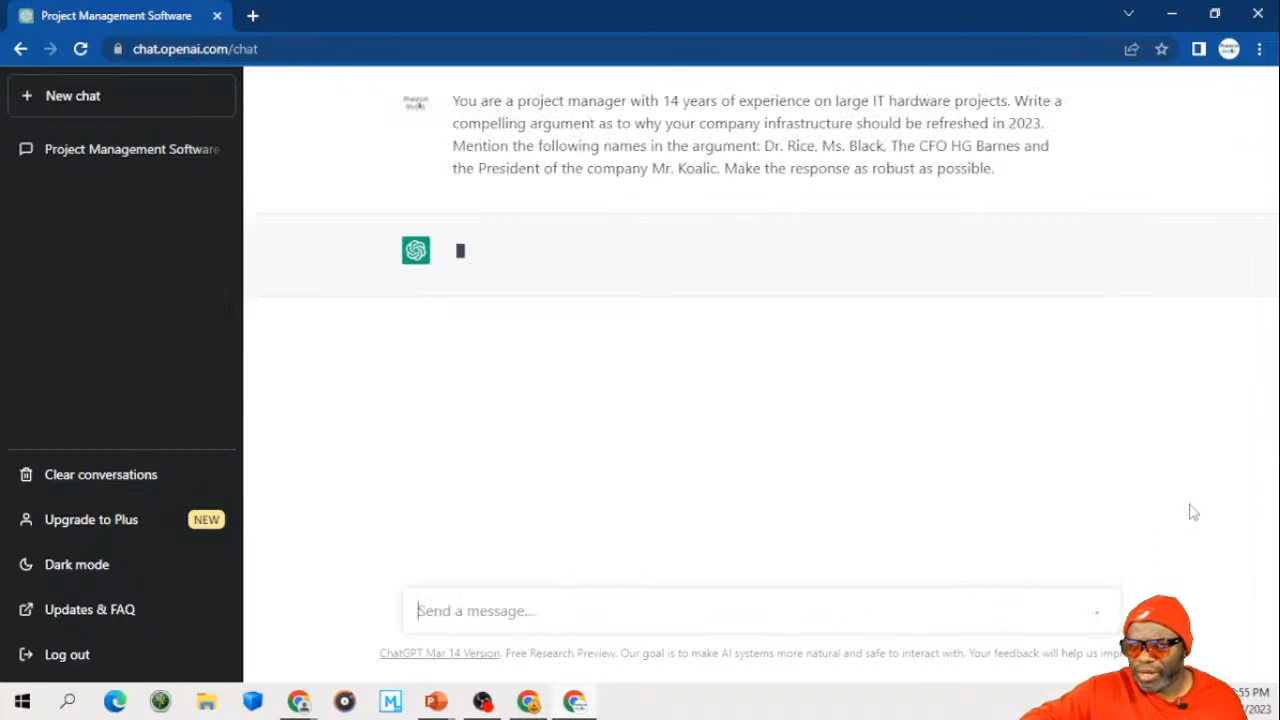 Project Management Software
chat.openai.com/chat
New chat
Project Management Software
Clear conversations
Upgrade to Plus
NEW
Dark mode
Updates & FAQ
Log out
You are a project manager with 14 years of experience on large IT hardware projects. Write a
compelling argument as to why your company infrastructure should be refreshed in 2023.
Mention the following names in the argument: Dr. Rice, Ms. Black, The CFO HG Barnes and
the President of the company Mr. Koalic. Make the response as robust as possible.
Send a message...
ChatGPT Mar 14 Version. Free Research Preview. Our goal is to make AI systems more natural and safe to interact with. Your feedback will help us
:55 PM
/2023